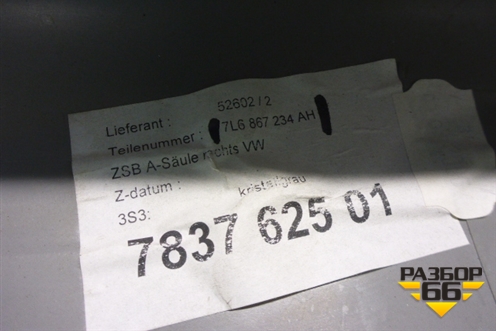 Lieferant : 52602 / 2
Teilenummer : 7L6 867 234 AH
ZSB A-Säule rechts VW
Z-datum :
3S3: kristallgrau
7837 625 01
РАЗБОР
66